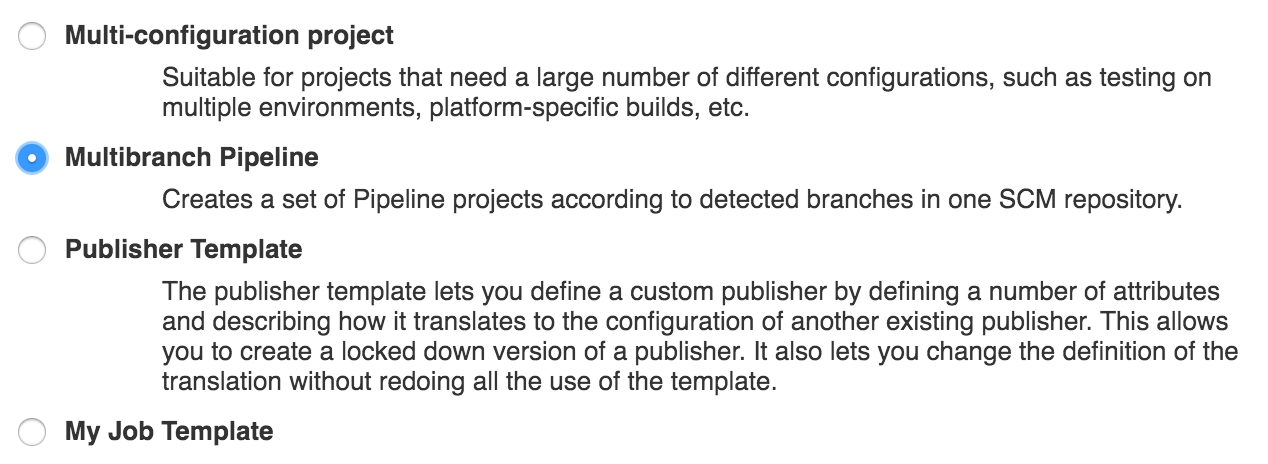 Multi-configuration project
Suitable for projects that need a large number of different configurations, such as testing on
multiple environments, platform-specific builds, etc.
Multibranch Pipeline
Creates a set of Pipeline projects according to detected branches in one SCM repository.
Publisher Template
The publisher template lets you define a custom publisher by defining a number of attributes
and describing how it translates to the configuration of another existing publisher. This allows
you to create a locked down version of a publisher. It also lets you change the definition of the
translation without redoing all the use of the template.
My Job Template